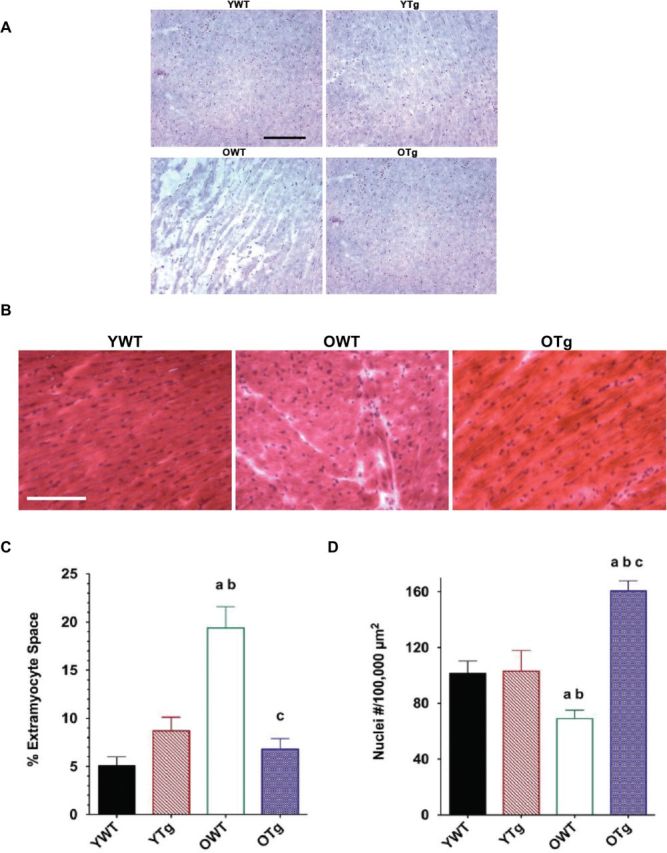 A
YWT
YTg
OWT
OTg
B
YWT
OWT
OTg
C
D
% Extramyocyte Space
25
20
15
10
5
0
a b
c
YWT
YTg
OWT
OTg
Nuclei #/100,000 µm²
160
120
80
40
0
a b
a b c
YWT
YTg
OWT
OTg